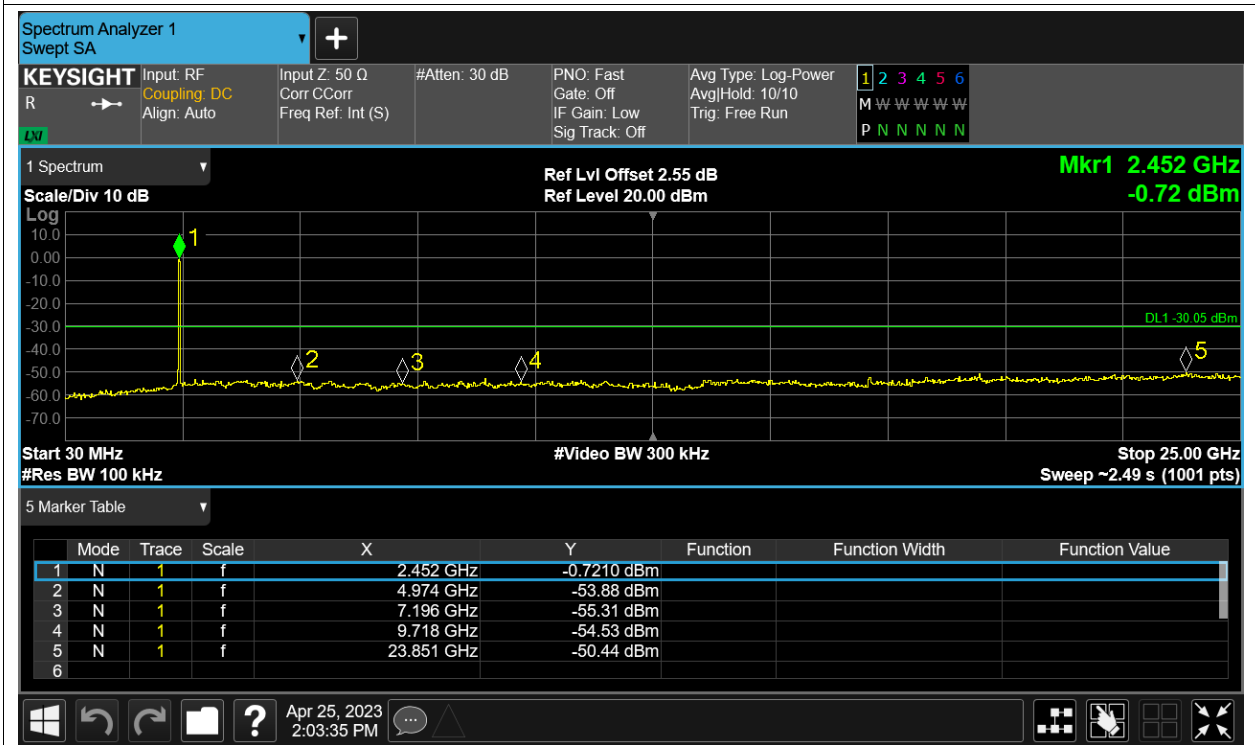 Spectrum Analyzer 1
Swept SA
KEYSIGHT Input: RF Input Z: 50 Ω #Atten: 30 dB PNO: Fast Avg Type: Log-Power 1 2 3 4 5 6
R Coupling: DC Corr CCorr Gate: Off Avg|Hold: 10/10 M W W W W W
Align: Auto Freq Ref: Int (S) IF Gain: Low Trig: Free Run
LXI Sig Track: Off P N N N N N
1 Spectrum Ref Lvl Offset 2.55 dB Mkr1 2.452 GHz
Scale/Div 10 dB Ref Level 20.00 dBm -0.72 dBm
Log
10.0 1
0.00
-10.0
-20.0
-30.0 DL1 -30.05 dBm
-40.0 2 3 4 5
-50.0
-60.0
-70.0
Start 30 MHz #Video BW 300 kHz Stop 25.00 GHz
#Res BW 100 kHz Sweep ~2.49 s (1001 pts)
5 Marker Table
Mode Trace Scale X Y Function Function Width Function Value
1 N 1 f 2.452 GHz -0.7210 dBm
2 N 1 f 4.974 GHz -53.88 dBm
3 N 1 f 7.196 GHz -55.31 dBm
4 N 1 f 9.718 GHz -54.53 dBm
5 N 1 f 23.851 GHz -50.44 dBm
6
? Apr 25, 2023
2:03:35 PM